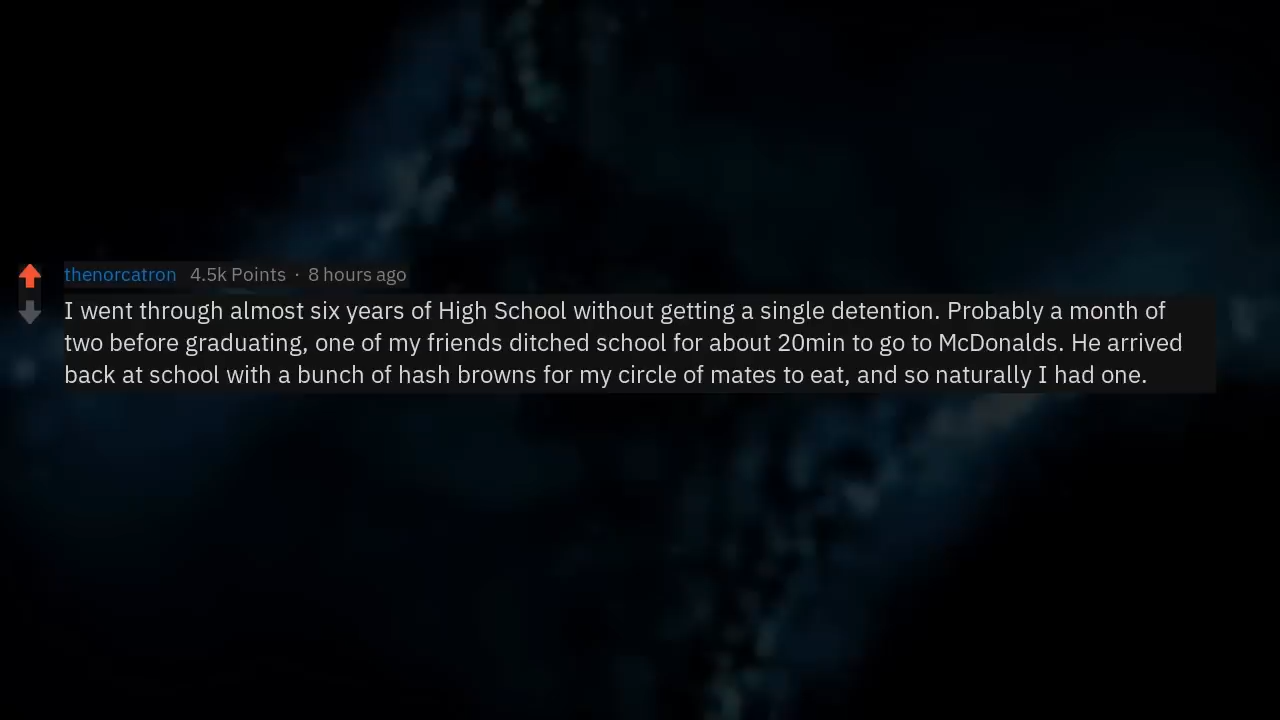 thenorcatron 4.5k Points · 8 hours ago
I went through almost six years of High School without getting a single detention. Probably a month of
two before graduating, one of my friends ditched school for about 20min to go to McDonalds. He arrived
back at school with a bunch of hash browns for my circle of mates to eat, and so naturally I had one.